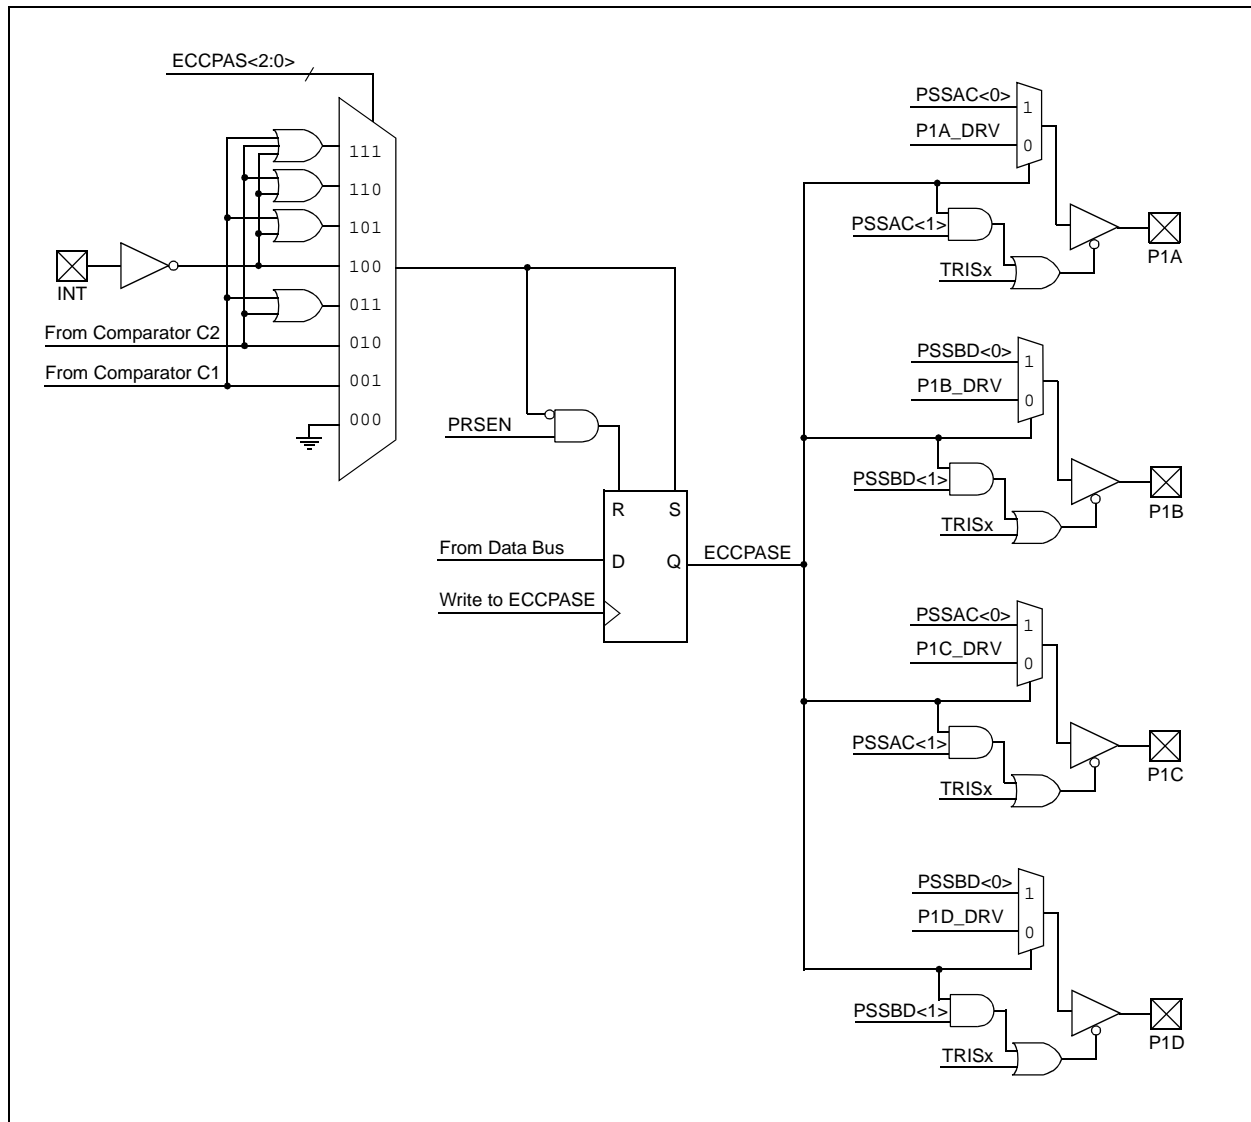 ECCPAS<2:0>
111
110
101
100
011
010
001
000
INT
From Comparator C2
From Comparator C1
PRSEN
R
S
From Data Bus
D
Q
ECCPASE
Write to ECCPASE
PSSAC<0>
1
P1A_DRV
0
PSSAC<1>
TRISx
P1A
PSSBD<0>
1
P1B_DRV
0
PSSBD<1>
TRISx
P1B
PSSAC<0>
1
P1C_DRV
0
PSSAC<1>
TRISx
P1C
PSSBD<0>
1
P1D_DRV
0
PSSBD<1>
TRISx
P1D